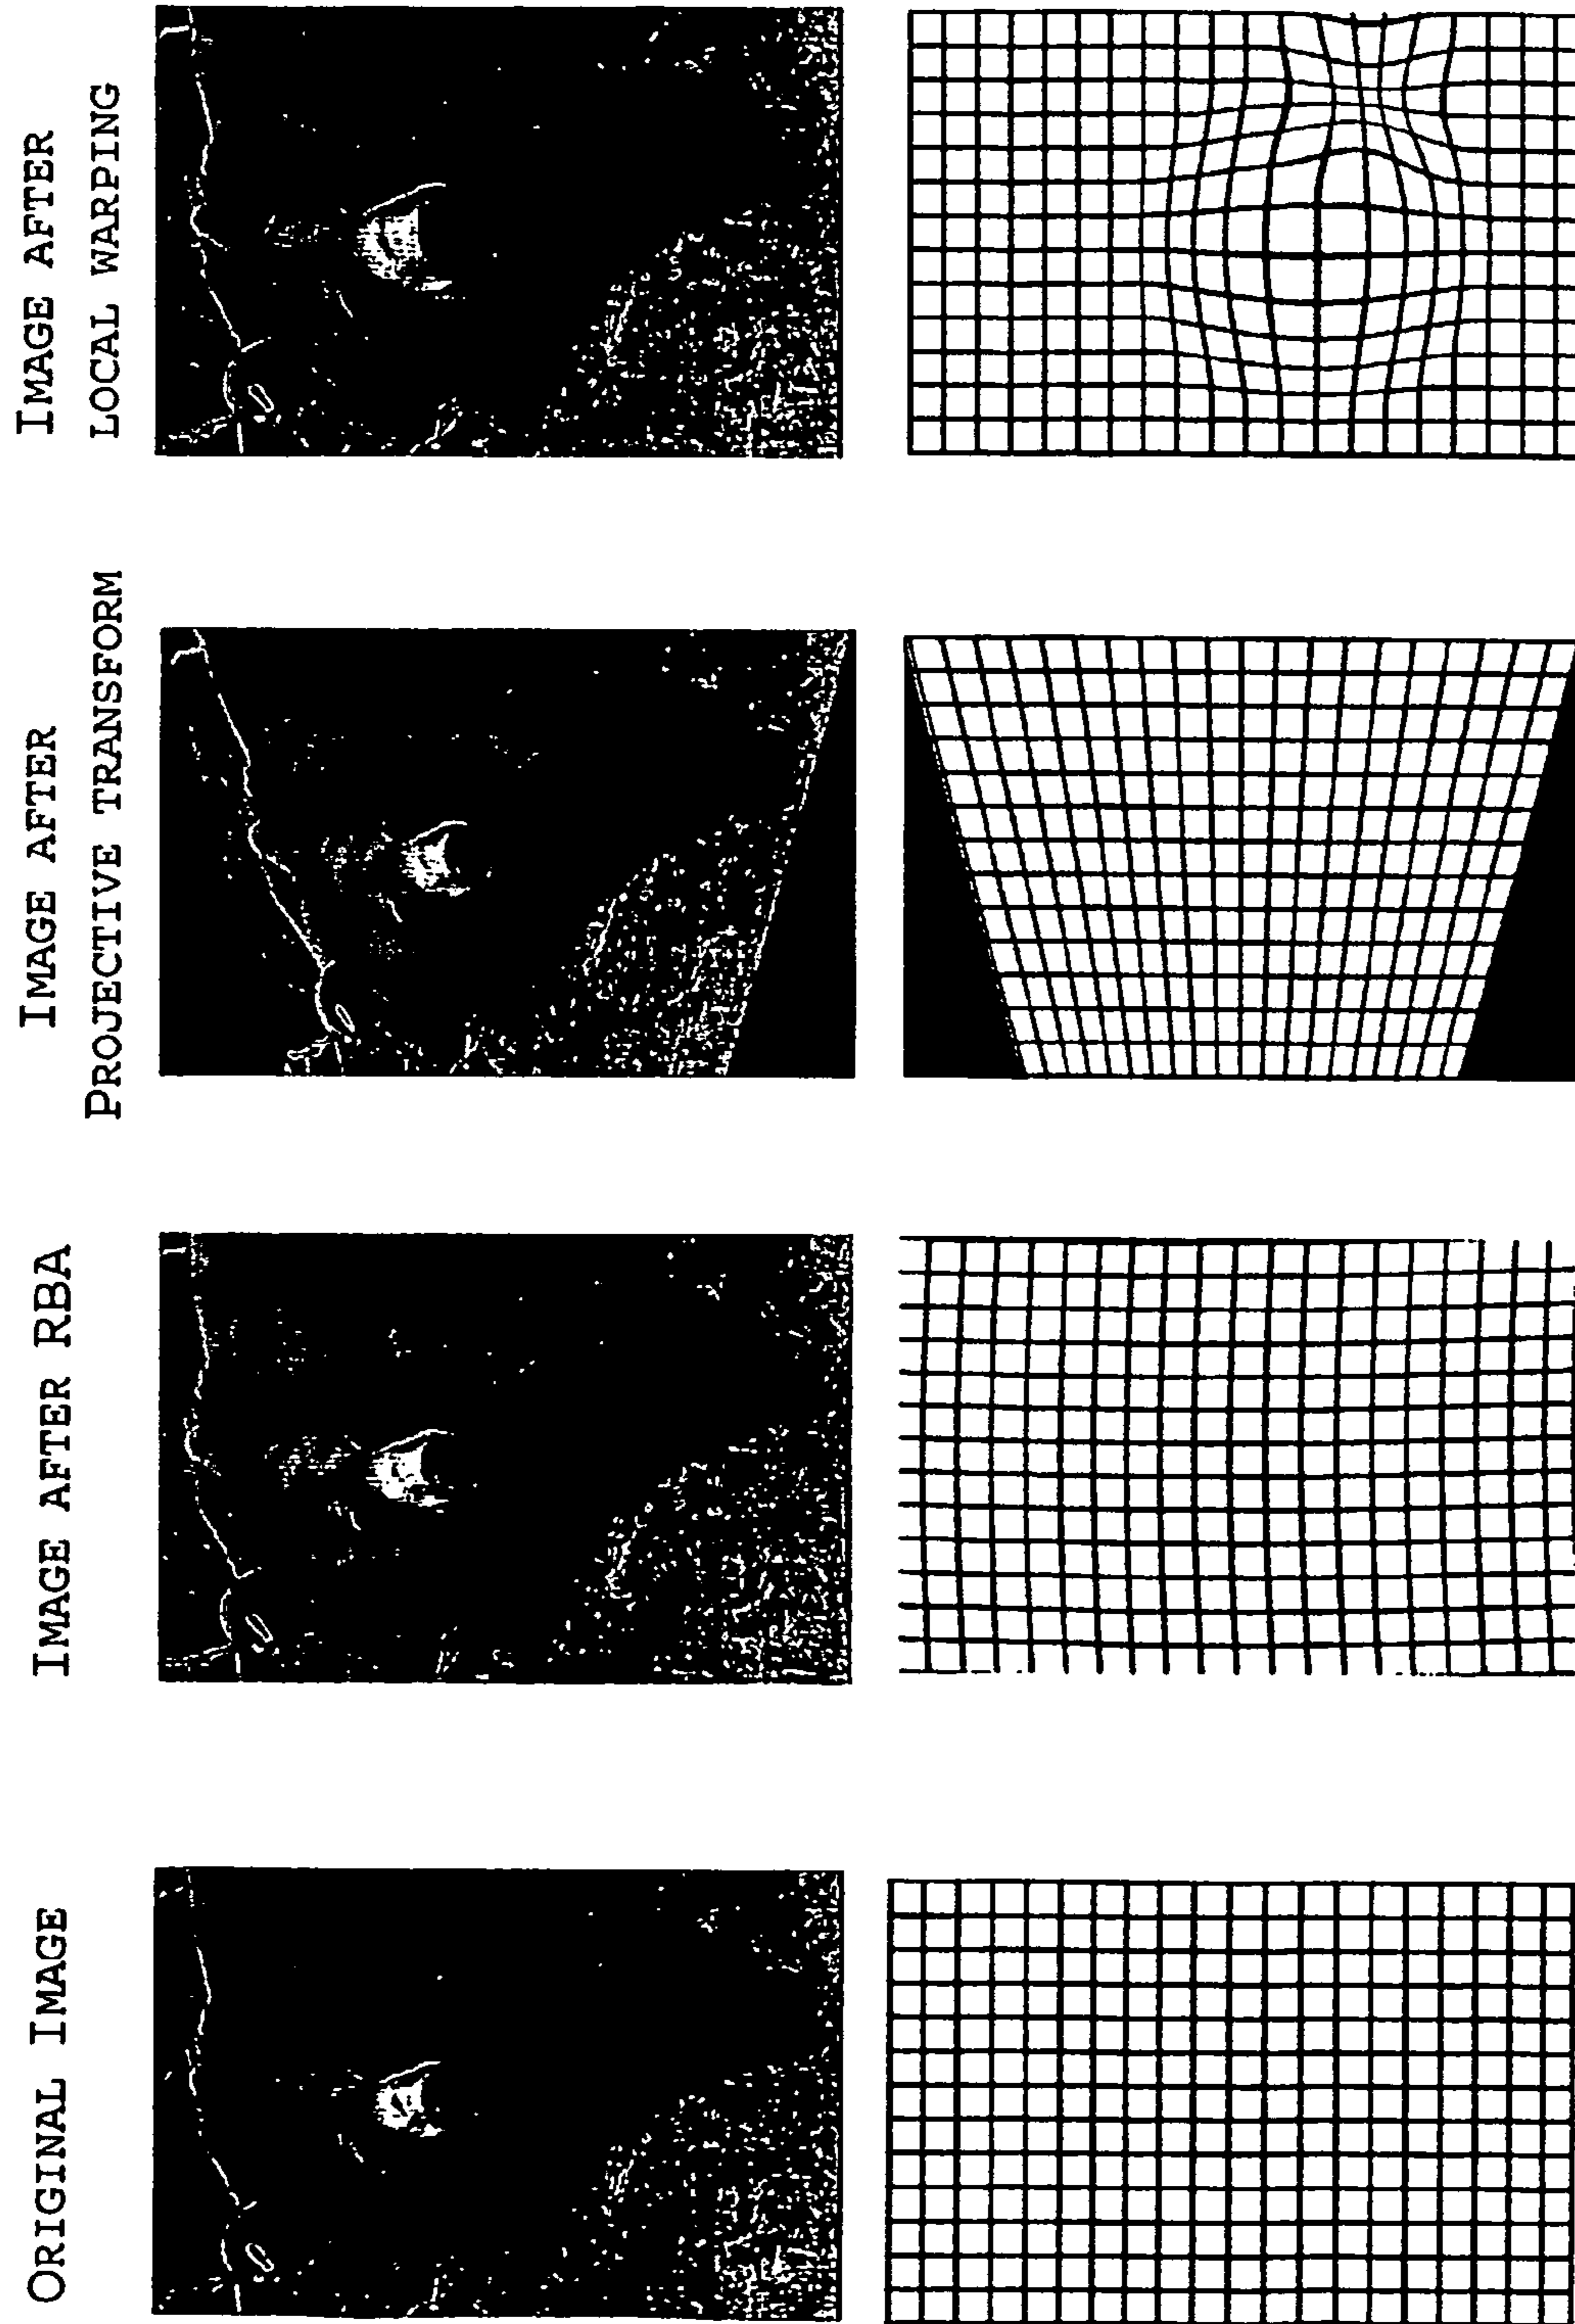 ORIGINAL IMAGE
IMAGE AFTER RBA
IMAGE AFTER
PROJECTIVE TRANSFORM
IMAGE AFTER
LOCAL WARPING